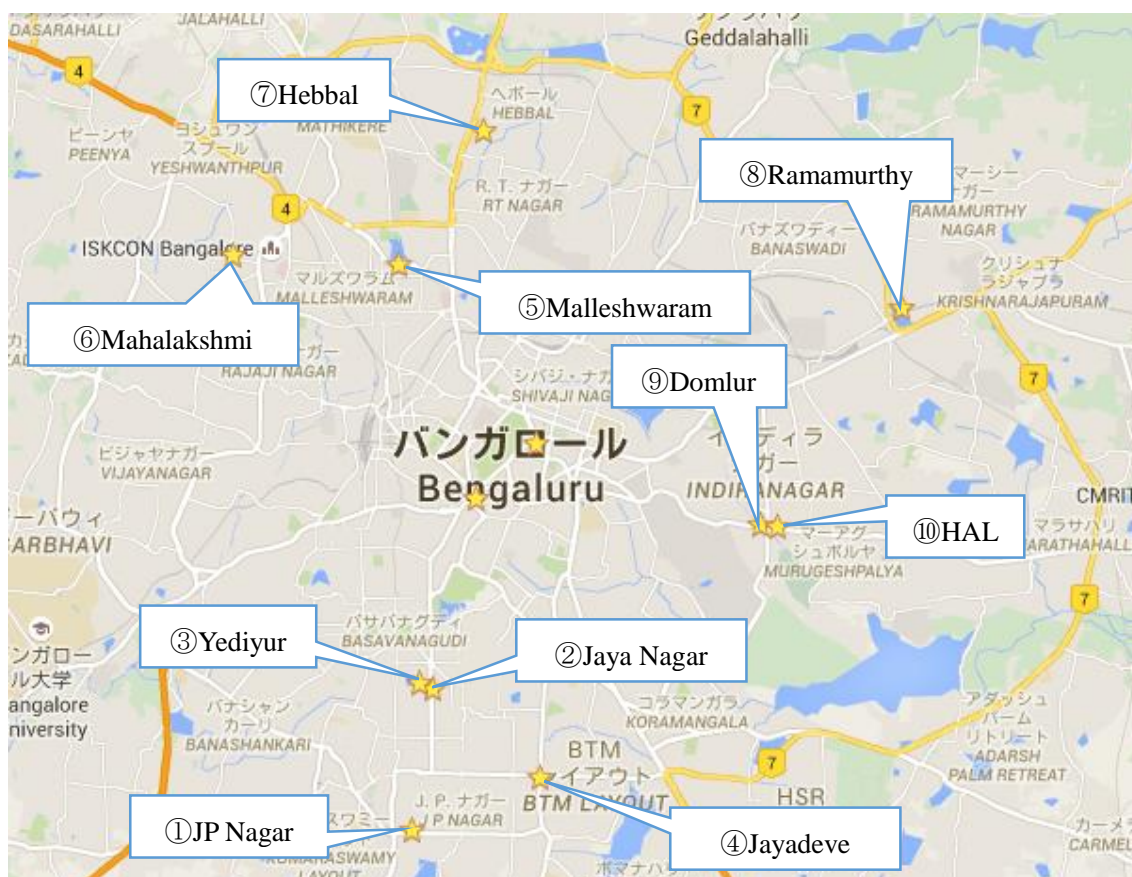 DASARAHALLI
JALAHALLI
Geddalahalli
4
⑦Hebbal
ヘボール
HEBBAL
7
MATHIKERE
ピーンヤ
PEENYA
ヨシュワン
スプール
YESHWANTHPUR
⑧Ramamurthy
マーシー
ナガー
RAMAMURTHY
NAGAR
R. T. ナガー
RT NAGAR
4
バナズワディー
BANASWADI
ISKCON Bangalore
マルズワラム
MALLESHWARAM
クリシュナ
ラジャプラ
KRISHNARAJAPURAM
⑤Malleshwaram
⑥Mahalakshmi
ガー
RAJAJI NAGAR
シバジ・ナガ
SHIVAJI NAG
⑨Domlur
7
バンガロール
Bengaluru
ビジャヤナガー
VIJAYANAGAR
ディラ
ガー
INDIRANAGAR
CMRIT
ーバウィ
GARBHAVI
⑩HAL
マーアグ
シュポルヤ
MURUGESHPALYA
マラサハリ
ARATHAHALL
7
バサバナグディ
BASAVANAGUDI
③Yediyur
②Jaya Nagar
ンガロー
ル大学
angalore
niversity
バナシャン
カーリ
BANASHANKARI
コラマンガラ
KORAMANGALA
アダッシュ
パーム
リトリート
ADARSH
PALM RETREAT
BTM
イアウト
BTM LAYOUT
7
HSR
J. P. ナガー
J P NAGAR
①JP Nagar
スワミー
KUMARASWAMY
LAYOUT
④Jayadeve
カーメ
CARMEL
ボマナハリ